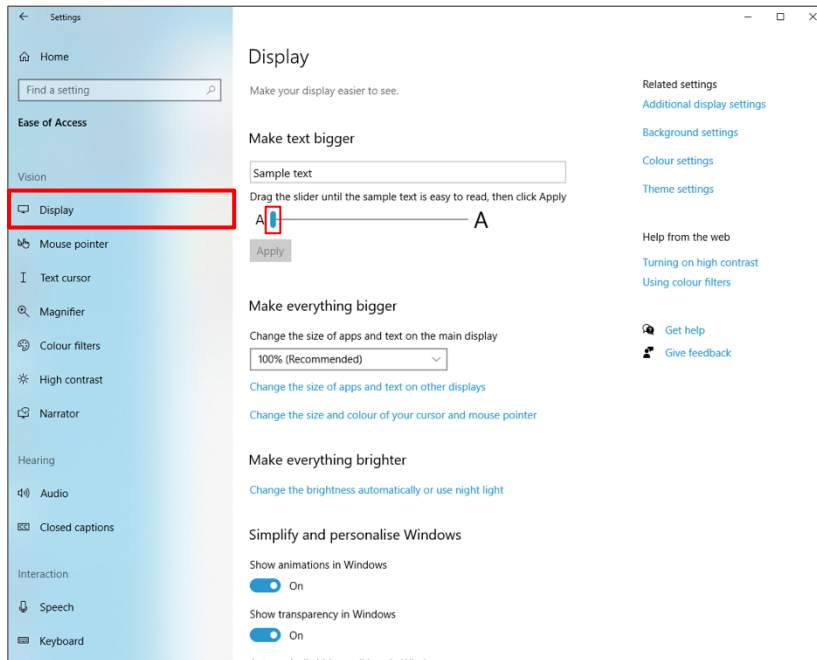 Settings
Home
Find a setting
Ease of Access
Vision
Display
Mouse pointer
Text cursor
Magnifier
Colour filters
High contrast
Narrator
Hearing
Audio
Closed captions
Interaction
Speech
Keyboard
Display
Make your display easier to see.
Make text bigger
Sample text
Drag the slider until the sample text is easy to read, then click Apply
A A
Apply
Make everything bigger
Change the size of apps and text on the main display
100% (Recommended)
Change the size of apps and text on other displays
Change the size and colour of your cursor and mouse pointer
Make everything brighter
Change the brightness automatically or use night light
Simplify and personalise Windows
Show animations in Windows
On
Show transparency in Windows
On
Related settings
Additional display settings
Background settings
Colour settings
Theme settings
Help from the web
Turning on high contrast
Using colour filters
Get help
Give feedback